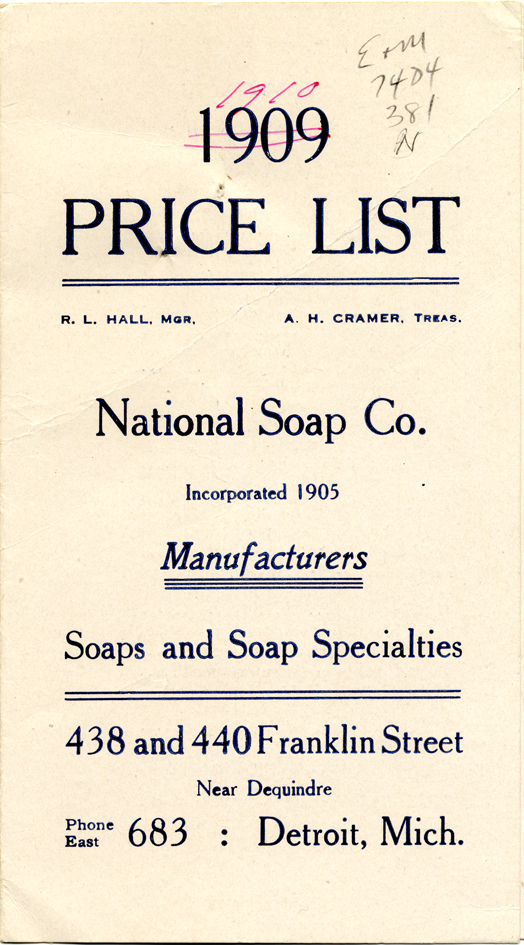 E+M
7404
381
N
1910
1909
PRICE LIST
R. L. HALL, MGR, A. H. CRAMER, TREAS.
National Soap Co.
Incorporated 1905
Manufacturers
Soaps and Soap Specialties
438 and 440 Franklin Street
Near Dequindre
Phone East 683 : Detroit, Mich.